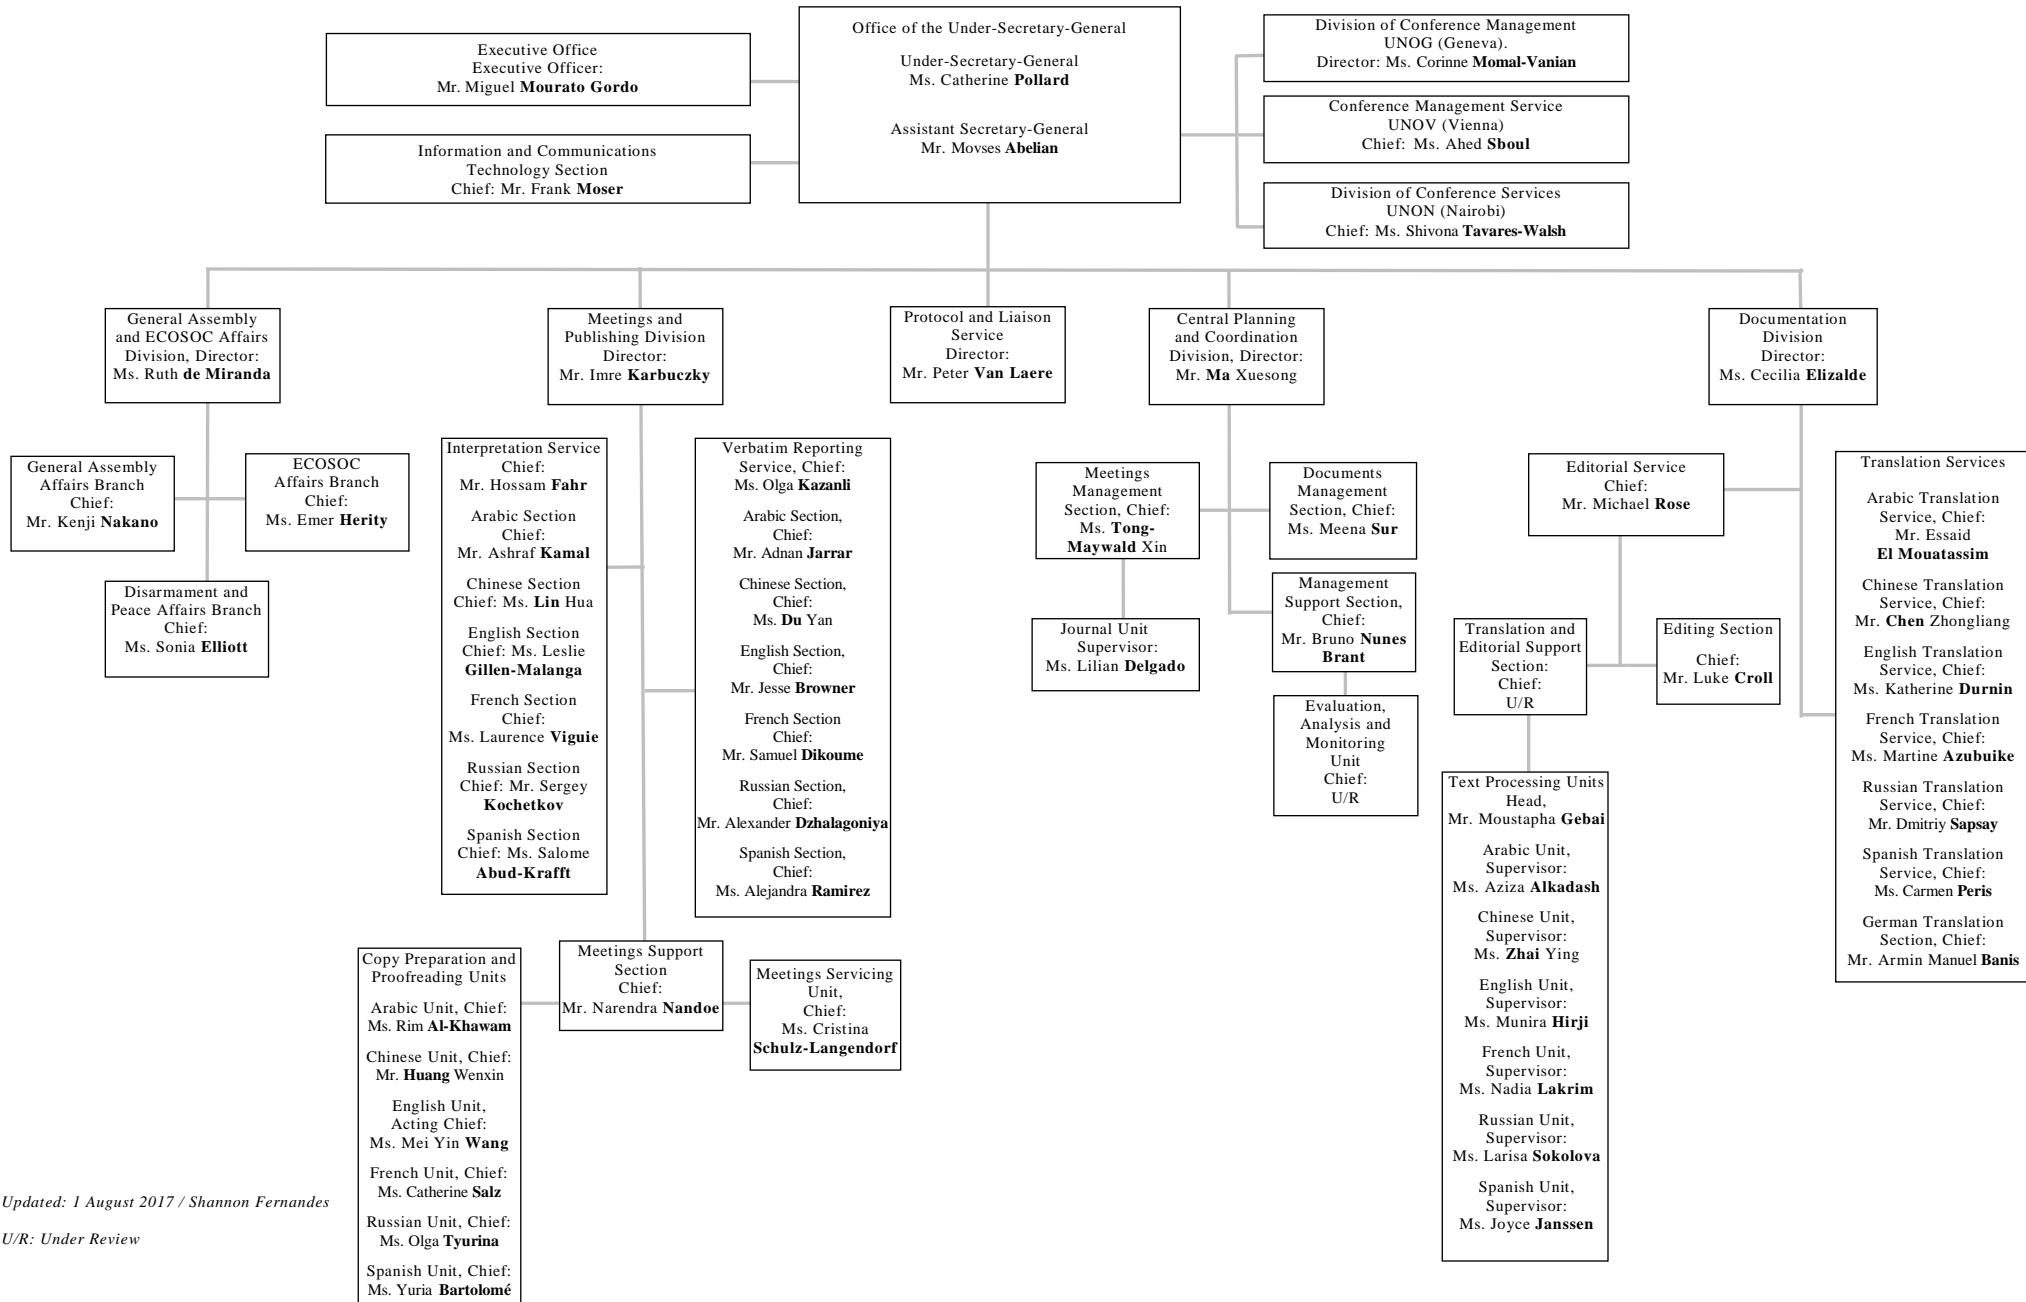 Executive Office
Executive Officer:
Mr. Miguel Mourato Gordo
Information and Communications
Technology Section
Chief: Mr. Frank Moser
Office of the Under-Secretary-General
Under-Secretary-General
Ms. Catherine Pollard
Assistant Secretary-General
Mr. Movses Abelian
Division of Conference Management
UNOG (Geneva).
Director: Ms. Corinne Momal-Vanian
Conference Management Service
UNOV (Vienna)
Chief: Ms. Ahed Sboul
Division of Conference Services
UNON (Nairobi)
Chief: Ms. Shivona Tavares-Walsh
General Assembly
and ECOSOC Affairs
Division, Director:
Ms. Ruth de Miranda
Meetings and
Publishing Division
Director:
Mr. Imre Karbuczky
Protocol and Liaison
Service
Director:
Mr. Peter Van Laere
Central Planning
and Coordination
Division, Director:
Mr. Ma Xuesong
Documentation
Division
Director:
Ms. Cecilia Elizalde
General Assembly
Affairs Branch
Chief:
Mr. Kenji Nakano
ECOSOC
Affairs Branch
Chief:
Ms. Emer Herity
Disarmament and
Peace Affairs Branch
Chief:
Ms. Sonia Elliott
Interpretation Service
Chief:
Mr. Hossam Fahr
Arabic Section
Chief:
Mr. Ashraf Kamal
Chinese Section
Chief: Ms. Lin Hua
English Section
Chief: Ms. Leslie
Gillen-Malanga
French Section
Chief:
Ms. Laurence Viguie
Russian Section
Chief: Mr. Sergey
Kochetkov
Spanish Section
Chief: Ms. Salome
Abud-Krafft
Verbatim Reporting
Service, Chief:
Ms. Olga Kazanli
Arabic Section,
Chief:
Mr. Adnan Jarrar
Chinese Section,
Chief:
Ms. Du Yan
English Section,
Chief:
Mr. Jesse Browner
French Section
Chief:
Mr. Samuel Dikoume
Russian Section,
Chief:
Mr. Alexander Dzhalagoniya
Spanish Section,
Chief:
Ms. Alejandra Ramirez
Meetings
Management
Section, Chief:
Ms. Tong-
Maywald Xin
Documents
Management
Section, Chief:
Ms. Meena Sur
Journal Unit
Supervisor:
Ms. Lilian Delgado
Management
Support Section,
Chief:
Mr. Bruno Nunes
Brant
Evaluation,
Analysis and
Monitoring
Unit
Chief:
U/R
Editorial Service
Chief:
Mr. Michael Rose
Translation and
Editorial Support
Section:
Chief:
U/R
Editing Section
Chief:
Mr. Luke Croll
Text Processing Units
Head,
Mr. Moustapha Gebai
Arabic Unit,
Supervisor:
Ms. Aziza Alkadash
Chinese Unit,
Supervisor:
Ms. Zhai Ying
English Unit,
Supervisor:
Ms. Munira Hirji
French Unit,
Supervisor:
Ms. Nadia Lakrim
Russian Unit,
Supervisor:
Ms. Larisa Sokolova
Spanish Unit,
Supervisor:
Ms. Joyce Janssen
Translation Services
Arabic Translation
Service, Chief:
Mr. Essaid
El Mouatassim
Chinese Translation
Service, Chief:
Mr. Chen Zhongliang
English Translation
Service, Chief:
Ms. Katherine Durnin
French Translation
Service, Chief:
Ms. Martine Azubuike
Russian Translation
Service, Chief:
Mr. Dmitriy Sapsay
Spanish Translation
Service, Chief:
Ms. Carmen Peris
German Translation
Section, Chief:
Mr. Armin Manuel Banis
Copy Preparation and
Proofreading Units
Arabic Unit, Chief:
Ms. Rim Al-Khawam
Chinese Unit, Chief:
Mr. Huang Wenxin
English Unit,
Acting Chief:
Ms. Mei Yin Wang
French Unit, Chief:
Ms. Catherine Salz
Russian Unit, Chief:
Ms. Olga Tyurina
Spanish Unit, Chief:
Ms. Yuria Bartolomé
Meetings Support
Section
Chief:
Mr. Narendra Nandoe
Meetings Servicing
Unit,
Chief:
Ms. Cristina
Schulz-Langendorf
Updated: 1 August 2017 / Shannon Fernandes
U/R: Under Review